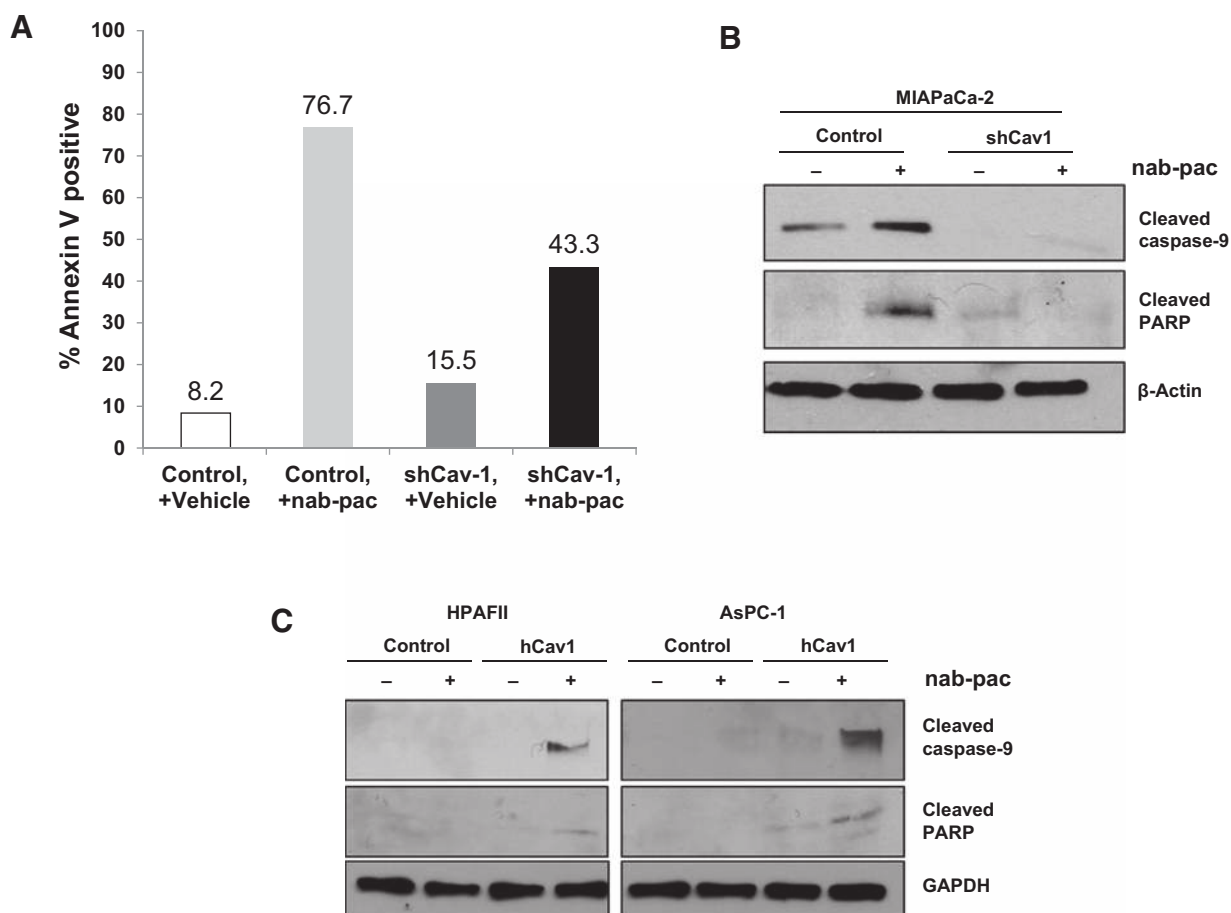 A
100
90
80
70
60
50
40
30
20
10
0
% Annexin V positive
8.2
76.7
15.5
43.3
Control,
+Vehicle
Control,
+nab-pac
shCav-1,
+Vehicle
shCav-1,
+nab-pac
B
MIAPaCa-2
Control shCav1
– + – + nab-pac
Cleaved
caspase-9
Cleaved
PARP
β-Actin
C
HPAFII AsPC-1
Control hCav1 Control hCav1
– + – + – + – + nab-pac
Cleaved
caspase-9
Cleaved
PARP
GAPDH